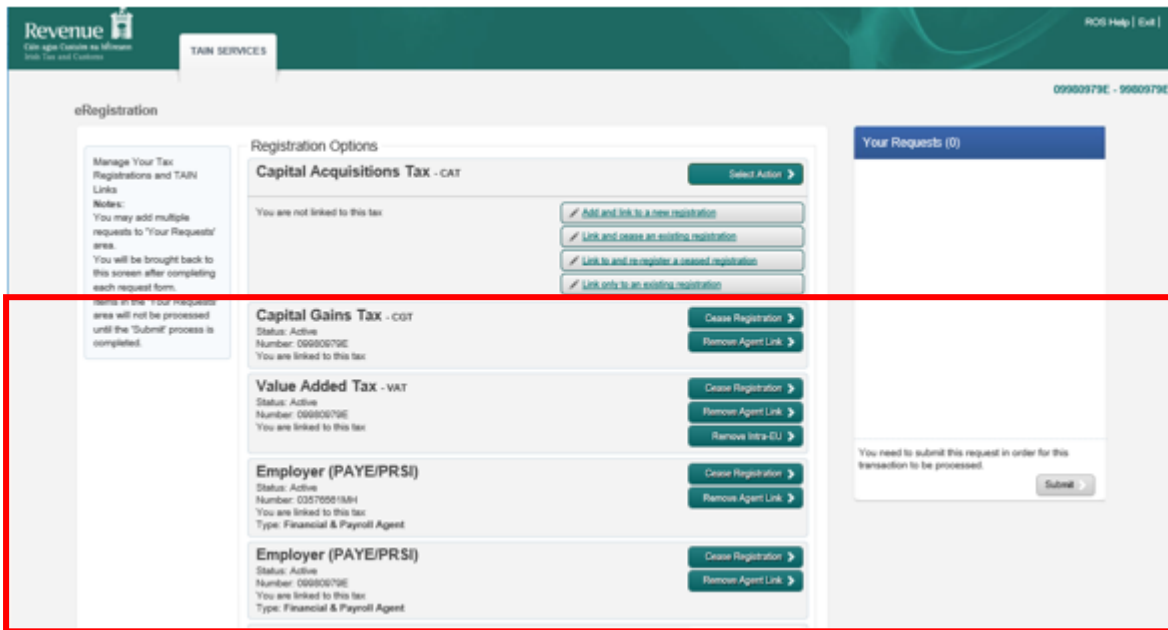 Revenue
Cáin agus Custaim na hÉireann
Irish Tax and Customs
TAIN SERVICES
ROS Help | Exit |
09980979E - 9980979E
eRegistration
Manage Your Tax
Registrations and TAIN
Links
Notes:
You may add multiple
requests to 'Your Requests'
area.
You will be brought back to
this screen after completing
each request form.
Items in the 'Your Requests'
area will not be processed
until the 'Submit' process is
completed.
Registration Options
Capital Acquisitions Tax - CAT
Select Action
You are not linked to this tax
Add and link to a new registration
Link and cease an existing registration
Link to and re-register a ceased registration
Link only to an existing registration
Capital Gains Tax - CGT
Status: Active
Number: 09980979E
You are linked to this tax
Cease Registration
Remove Agent Link
Value Added Tax - VAT
Status: Active
Number: 09980979E
You are linked to this tax
Cease Registration
Remove Agent Link
Remove Intra-EU
Employer (PAYE/PRSI)
Status: Active
Number: 03576561MH
You are linked to this tax
Type: Financial & Payroll Agent
Cease Registration
Remove Agent Link
Employer (PAYE/PRSI)
Status: Active
Number: 09980979E
You are linked to this tax
Type: Financial & Payroll Agent
Cease Registration
Remove Agent Link
Your Requests (0)
You need to submit this request in order for this
transaction to be processed.
Submit